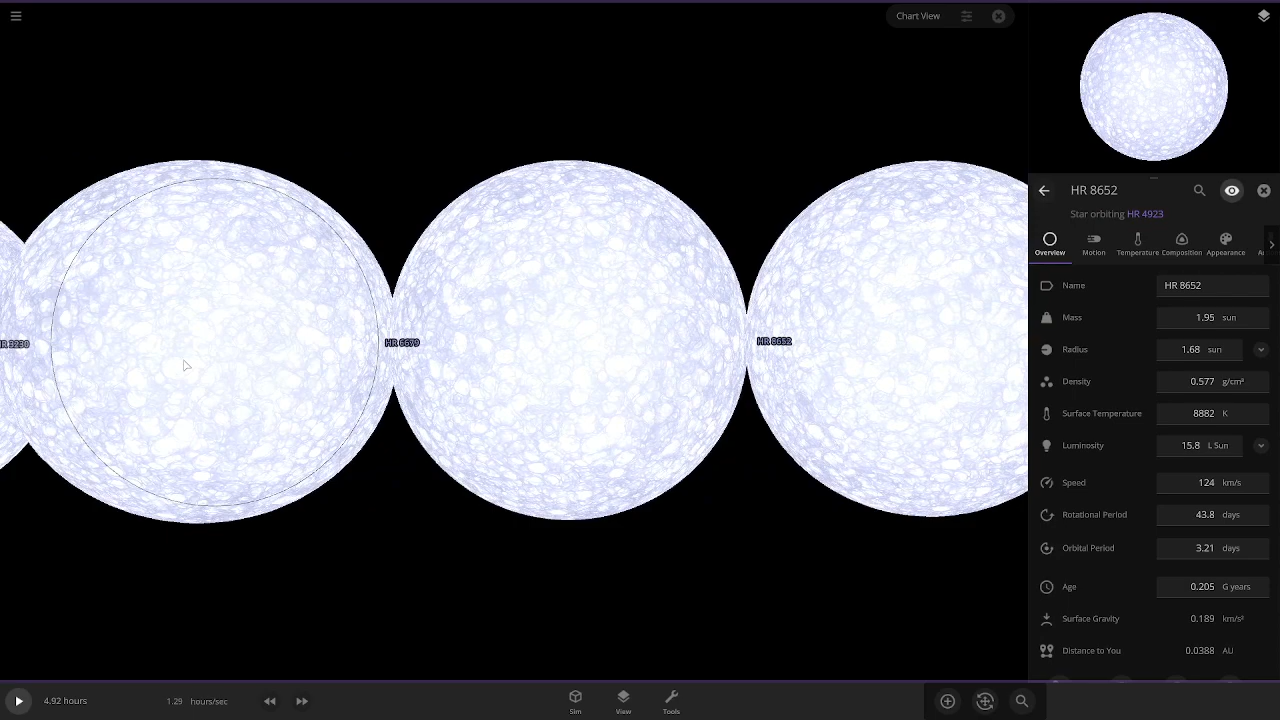 Chart View
HR 8652
Star orbiting HR 4923
Overview
Motion
Temperature
Composition
Appearance
Name
HR 8652
Mass
1.95 sun
Radius
1.68 sun
Density
0.577 g/cm³
Surface Temperature
8882 K
Luminosity
15.8 L Sun
Speed
124 km/s
Rotational Period
43.8 days
Orbital Period
3.21 days
Age
0.205 G years
Surface Gravity
0.189 km/s²
Distance to You
0.0388 AU
HR 3230
HR 6670
HR 8652
4.92 hours
1.29 hours/sec
Sim
View
Tools